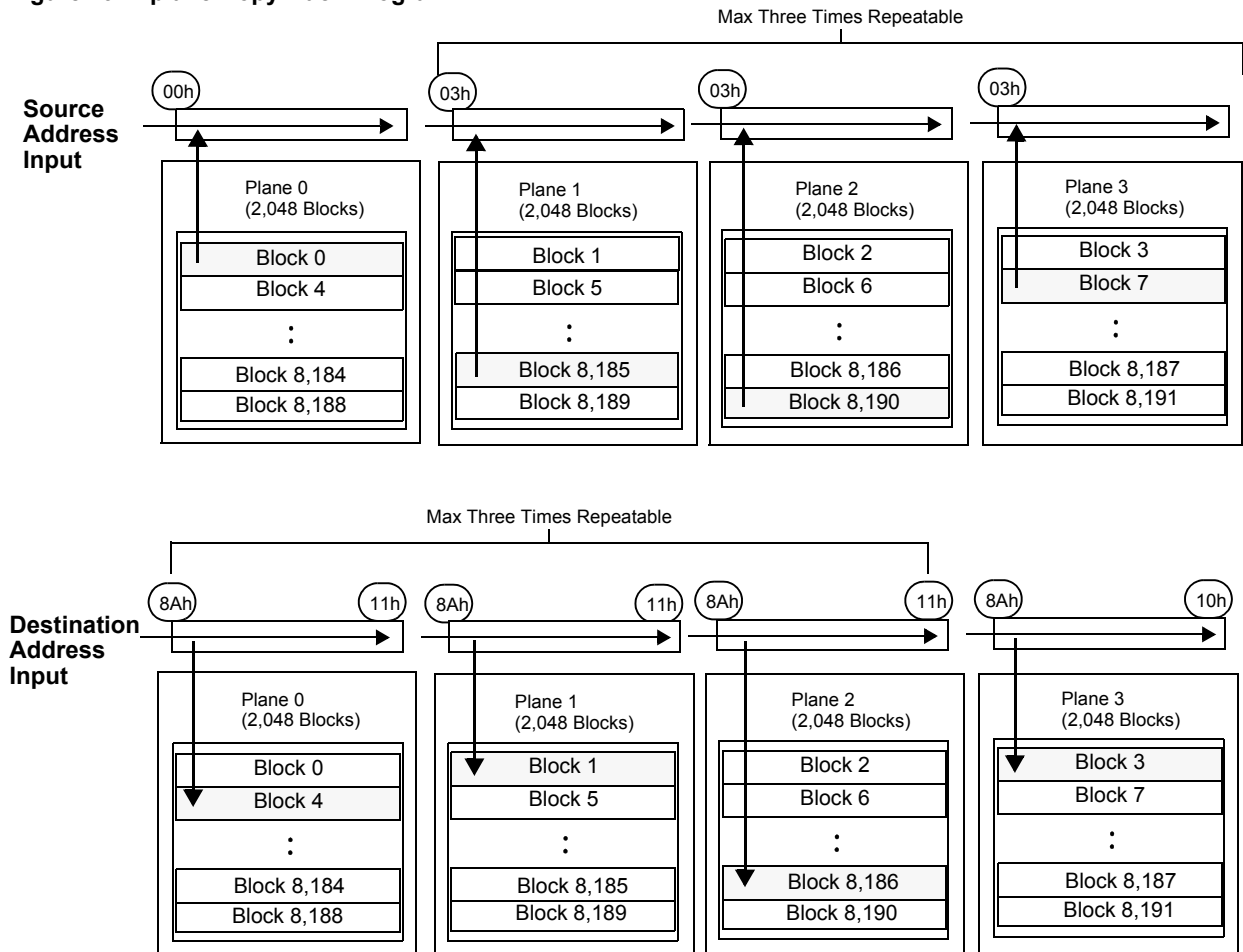 Max Three Times Repeatable
00h 03h 03h 03h
Source
Address
Input
Plane 0
(2,048 Blocks)
Block 0
Block 4
:
Block 8,184
Block 8,188
Plane 1
(2,048 Blocks)
Block 1
Block 5
:
Block 8,185
Block 8,189
Plane 2
(2,048 Blocks)
Block 2
Block 6
:
Block 8,186
Block 8,190
Plane 3
(2,048 Blocks)
Block 3
Block 7
:
Block 8,187
Block 8,191
Max Three Times Repeatable
8Ah 11h 8Ah 11h 8Ah 11h 8Ah 10h
Destination
Address
Input
Plane 0
(2,048 Blocks)
Block 0
Block 4
:
Block 8,184
Block 8,188
Plane 1
(2,048 Blocks)
Block 1
Block 5
:
Block 8,185
Block 8,189
Plane 2
(2,048 Blocks)
Block 2
Block 6
:
Block 8,186
Block 8,190
Plane 3
(2,048 Blocks)
Block 3
Block 7
:
Block 8,187
Block 8,191